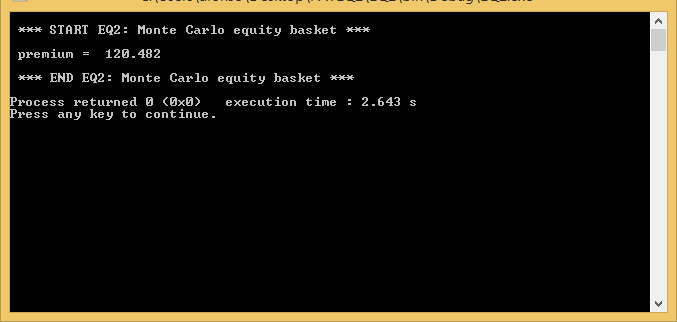 *** START EQ2: Monte Carlo equity basket ***
premium =  120.482
*** END EQ2: Monte Carlo equity basket ***
Process returned 0 (0x0)   execution time : 2.643 s
Press any key to continue.